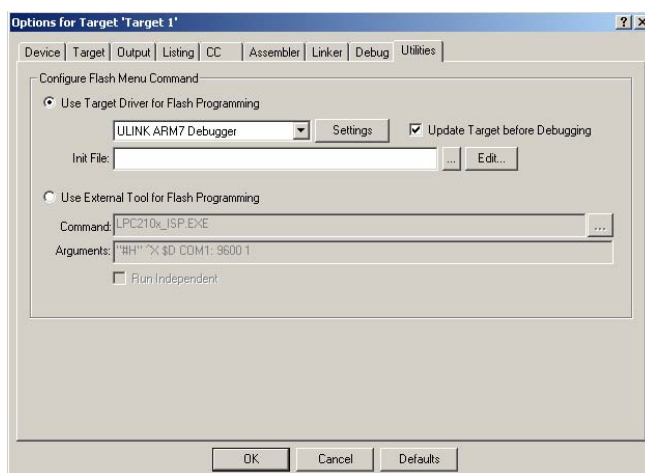 Options for Target 'Target 1'
Device Target Output Listing CC Assembler Linker Debug Utilities
Configure Flash Menu Command
Use Target Driver for Flash Programming
ULINK ARM7 Debugger Settings Update Target before Debugging
Init File: ... Edit...
Use External Tool for Flash Programming
Command: LPC210x_ISP.EXE ...
Arguments: "#H" ^X $D COM1: 9600 1
Run Independent
OK Cancel Defaults